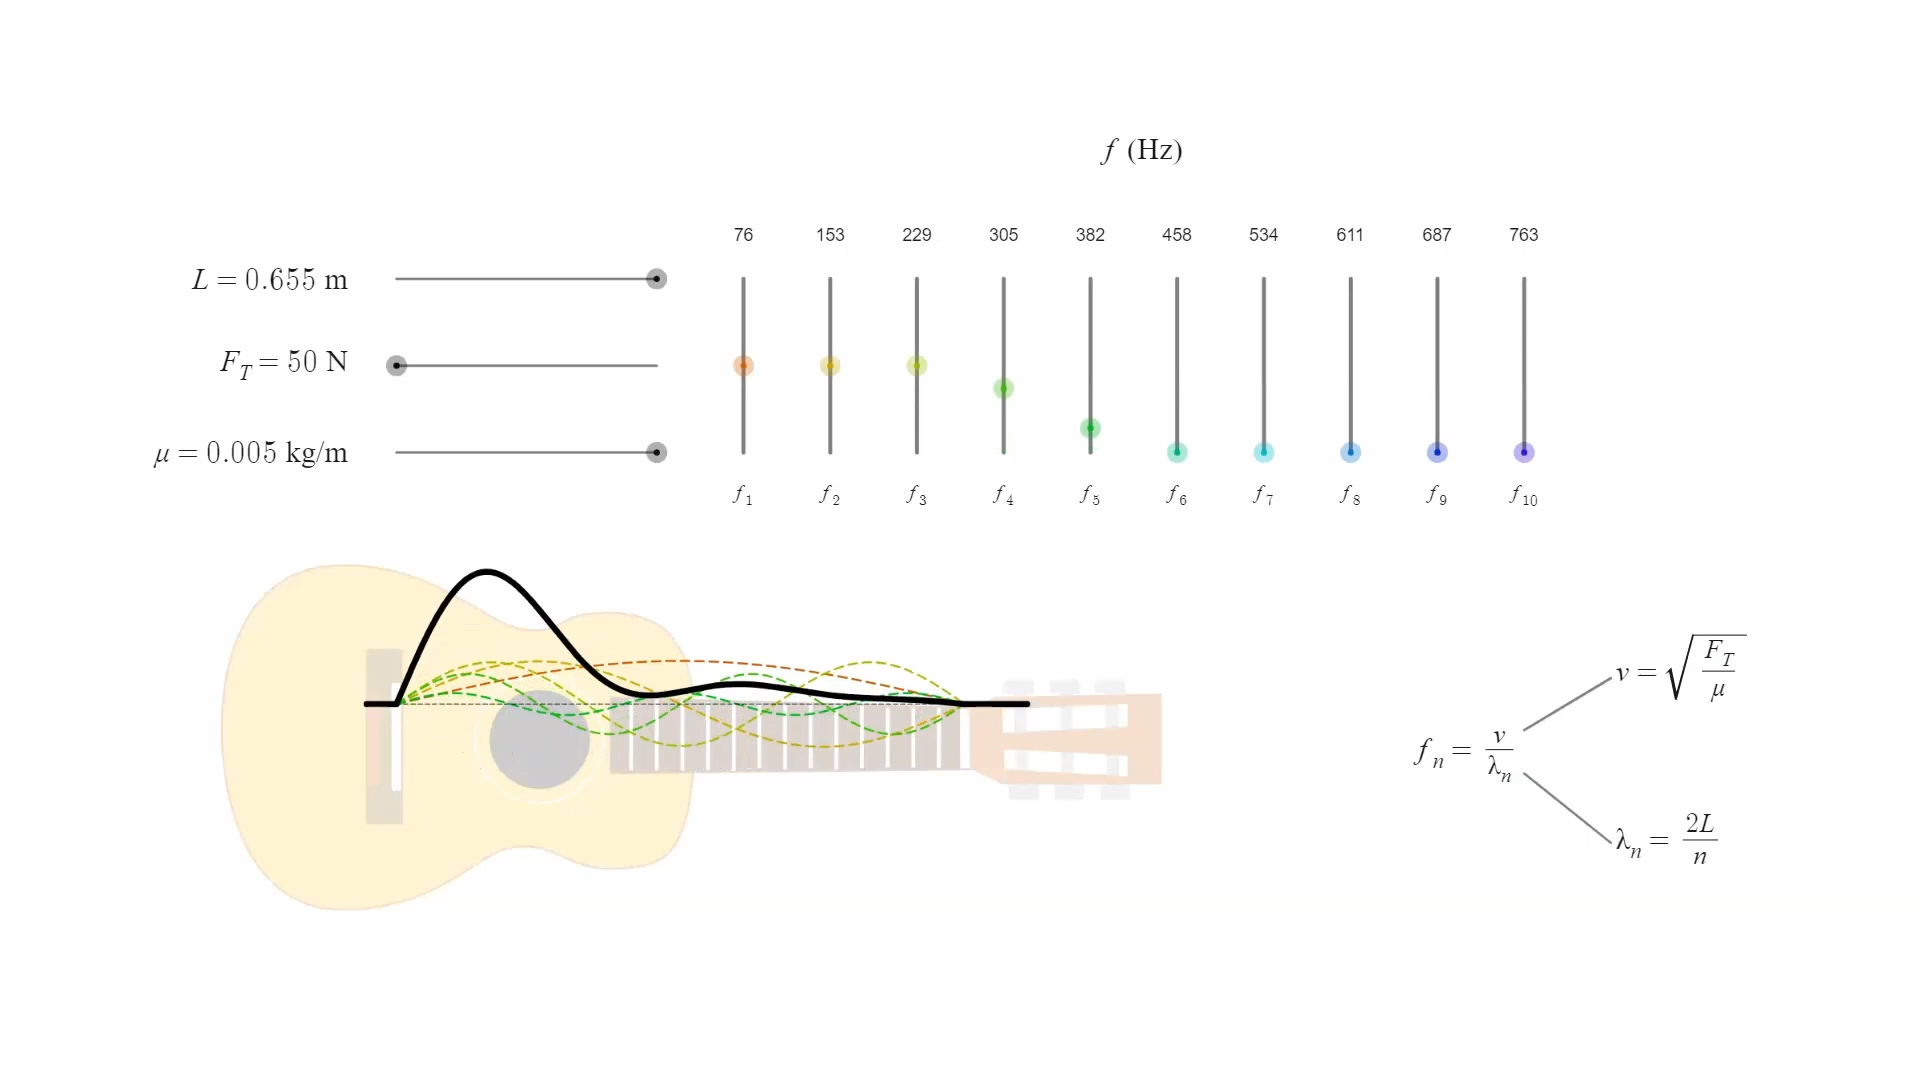 f (Hz)
76 153 229 305 382 458 534 611 687 763
L = 0.655 m
F_T = 50 N
μ = 0.005 kg/m
f_1 f_2 f_3 f_4 f_5 f_6 f_7 f_8 f_9 f_10
v = √(F_T/μ)
f_n = v/λ_n
λ_n = 2L/n